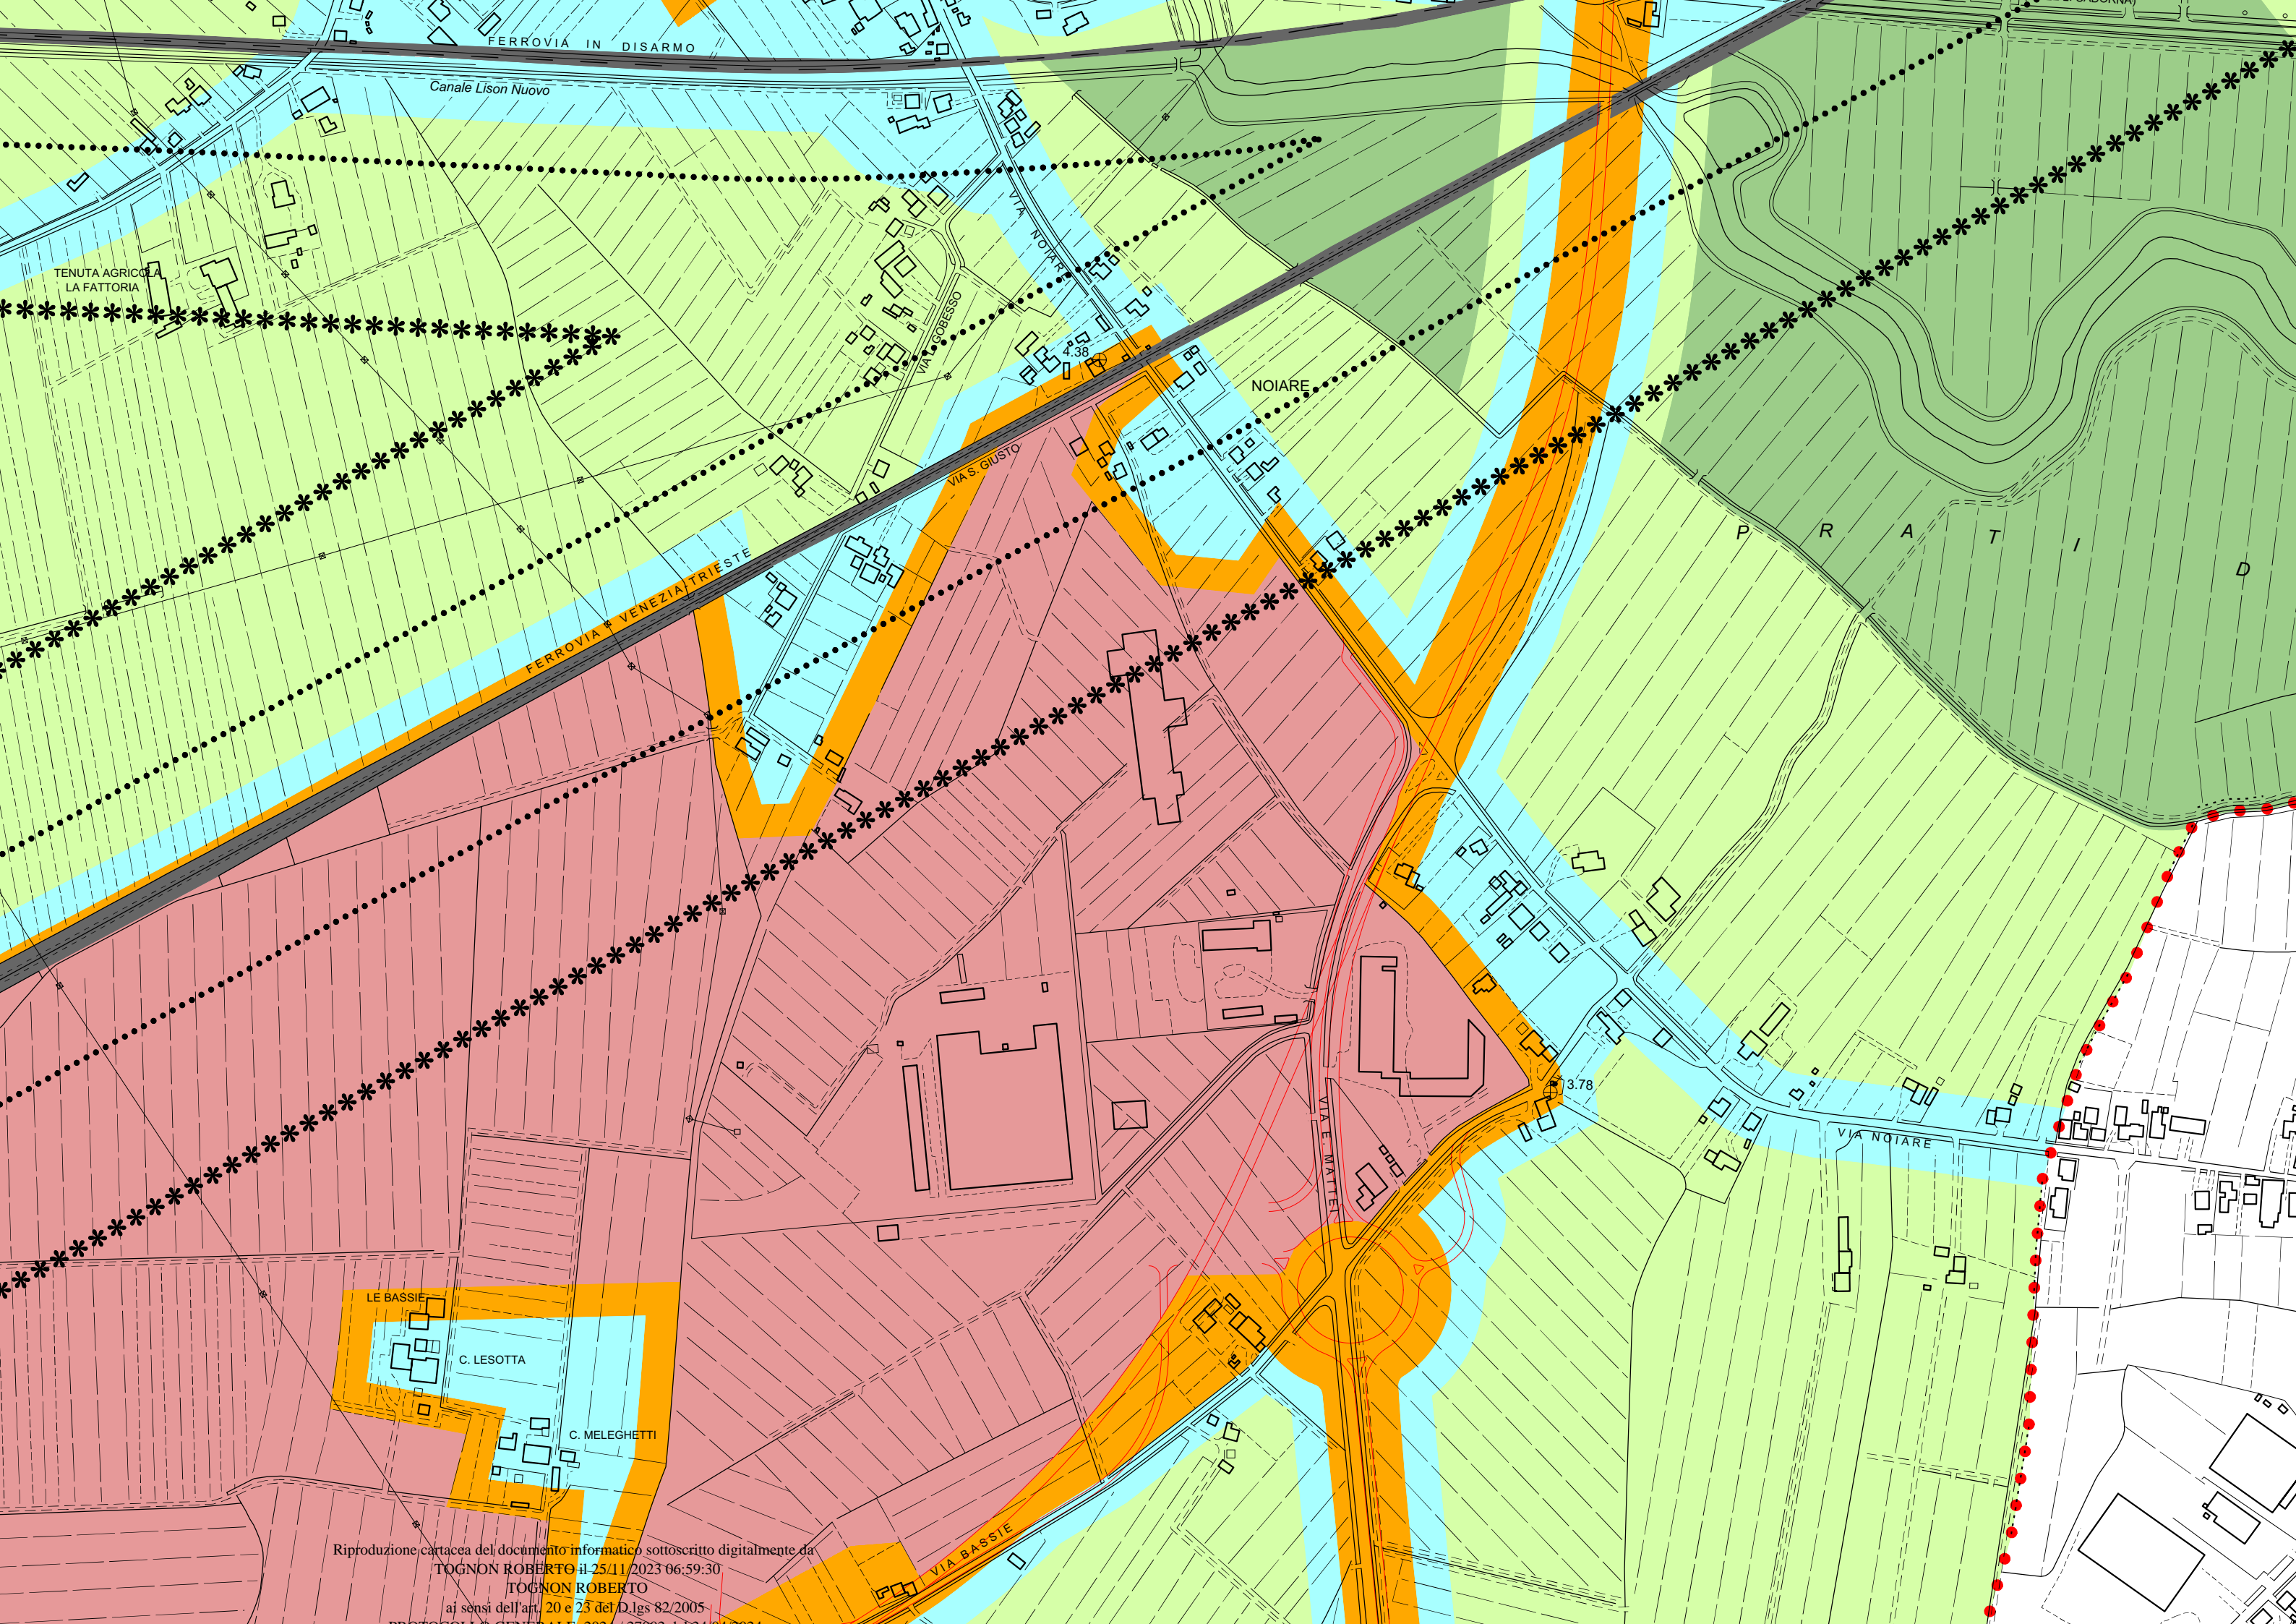 FERROVIA IN DISARMO
Canale Lison Nuovo
TENUTA AGRICOLA
LA FATTORIA
VIA NOIARE
VIA L. GOBESSO
4.38
NOIARE
VIA S. GIUSTO
FERROVIA VENEZIA-TRIESTE
P R A T I D
3.78
VIA E. MATTEI
VIA NOIARE
LE BASSIE
C. LESOTTA
C. MELEGHETTI
VIA BASSIE
Riproduzione cartacea del documento informatico sottoscritto digitalmente da
TOGNON ROBERTO il 25/11/2023 06:59:30
TOGNON ROBERTO
ai sensi dell'art. 20 e 23 del D.lgs 82/2005